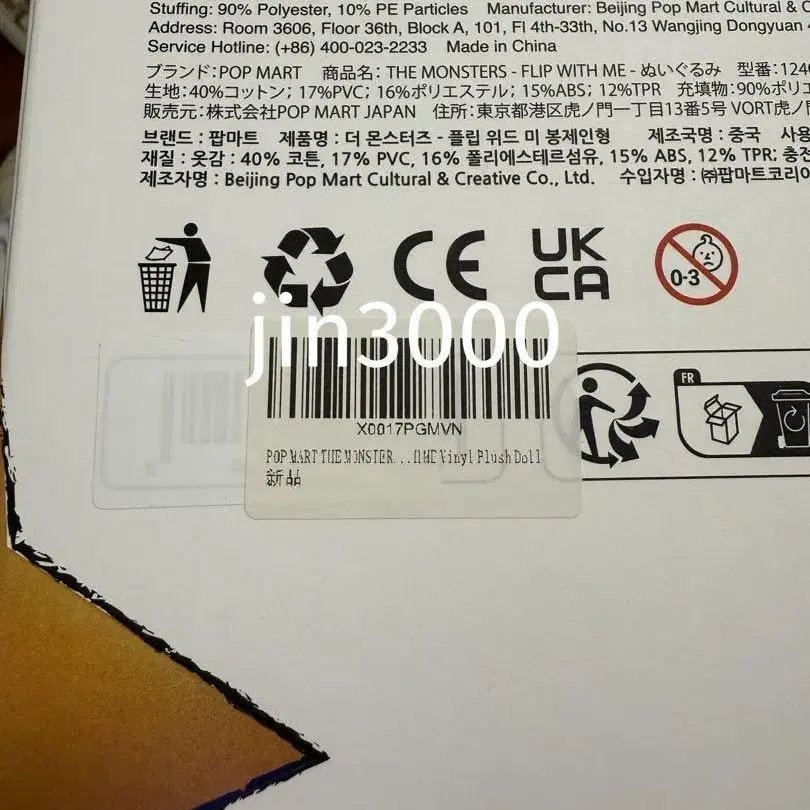 Stuffing: 90% Polyester, 10% PE Particles Manufacturer: Beijing Pop Mart Cultural & C
Address: Room 3606, Floor 36th, Block A, 101, Fl 4th-33th, No.13 Wangjing Dongyuan 4
Service Hotline: (+86) 400-023-2233 Made in China
ブランド：POP MART 商品名： THE MONSTERS - FLIP WITH ME - ぬいぐるみ 型番：124
生地：40%コットン； 17%PVC； 16%ポリエステル； 15%ABS； 12%TPR 充填物：90%ポリエ
販売元：株式会社POP MART JAPAN 住所：東京都港区虎ノ門一丁目13番5号 VORT虎ノ門
브랜드 : 팝마트 제품명 : 더 몬스터즈 - 플립 위드 미 봉제인형 제조국명 : 중국 사용
재질 : 옷감 : 40% 코튼, 17% PVC, 16% 폴리에스테르섬유, 15% ABS, 12% TPR; 충전
제조자명 : Beijing Pop Mart Cultural & Creative Co., Ltd. 수입자명 : ㈜팝마트코리아
CE
UK
CA
0-3
jin3000
FR
X0017PGMVN
POP MART THE MONSTER... Vinyl Plush Doll
新品